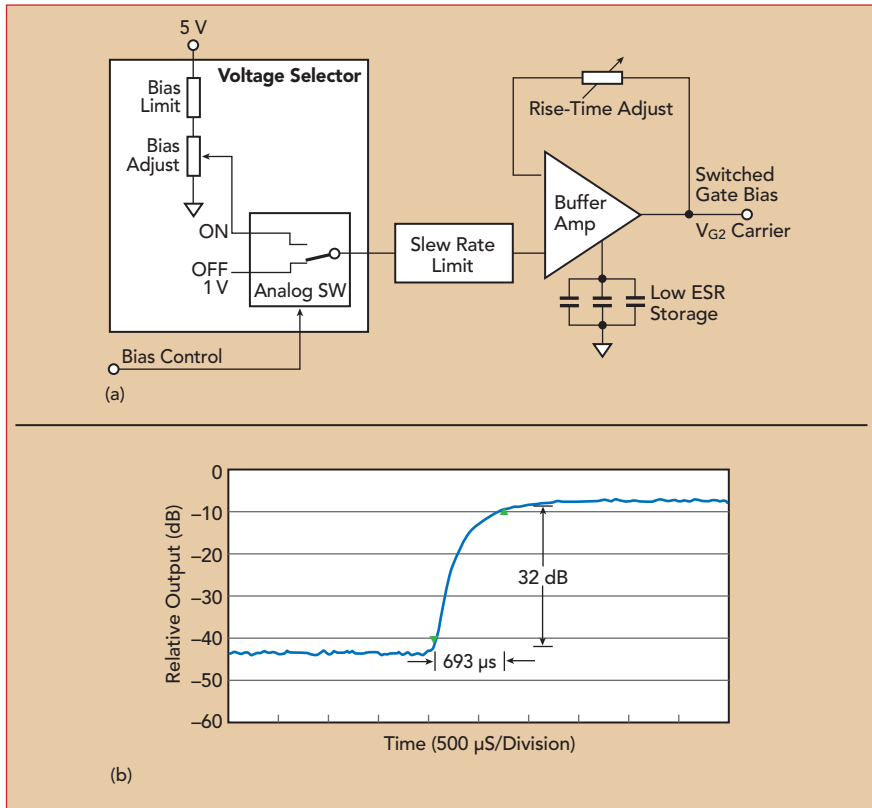 5 V
Voltage Selector
Bias
Limit
Bias
Adjust
ON
OFF
1 V
Analog SW
Bias Control
Slew Rate
Limit
Rise-Time Adjust
Buffer
Amp
Switched
Gate Bias
VG2 Carrier
Low ESR
Storage
(a)
0
–10
–20
–30
–40
–50
–60
Relative Output (dB)
32 dB
693 µs
Time (500 µS/Division)
(b)